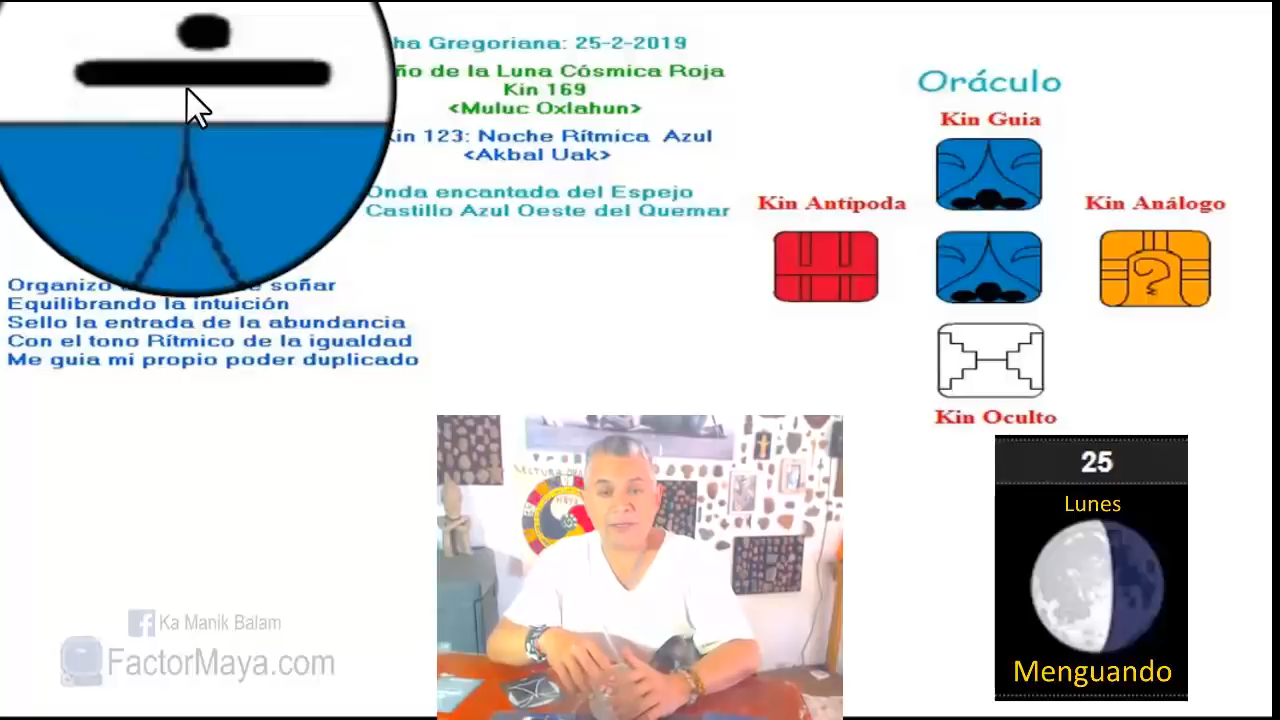 ha Gregoriana: 25-2-2019
ño de la Luna Cósmica Roja
Kin 169
<Muluc Oxlahun>
in 123: Noche Rítmica Azul
<Akbal Uak>
Onda encantada del Espejo
Castillo Azul Oeste del Quemar
Organizo soñar
Equilibrando la intuición
Sello la entrada de la abundancia
Con el tono Rítmico de la igualdad
Me guia mi propio poder duplicado
Oráculo
Kin Guia
Kin Antípoda
Kin Análogo
Kin Oculto
25
Lunes
Menguando
Ka Manik Balam
FactorMaya.com